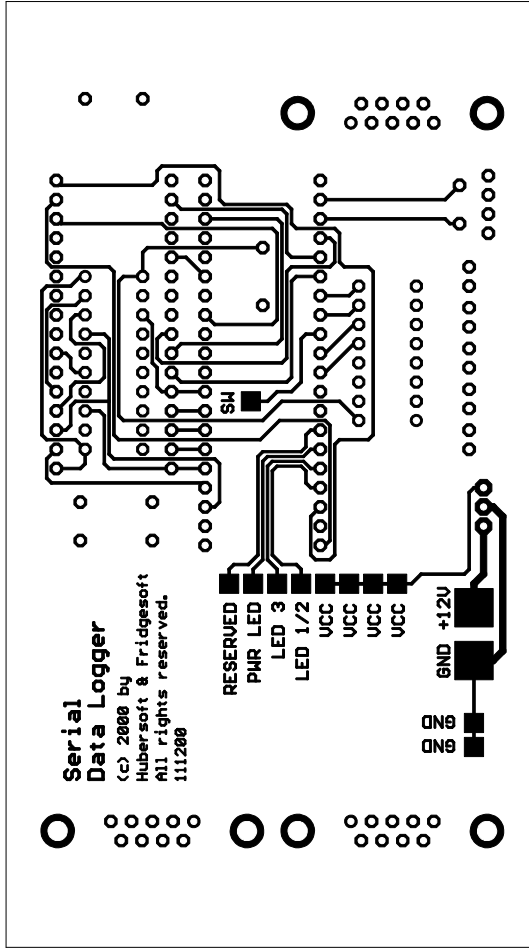 Serial
Data Logger
(c) 2000 by
Hubersoft & Fridgesoft
All rights reserved.
111200
RESERVED
PWR LED
LED 3
LED 1/2
VCC
VCC
VCC
VCC
SW
GND
+12V
GND
GND